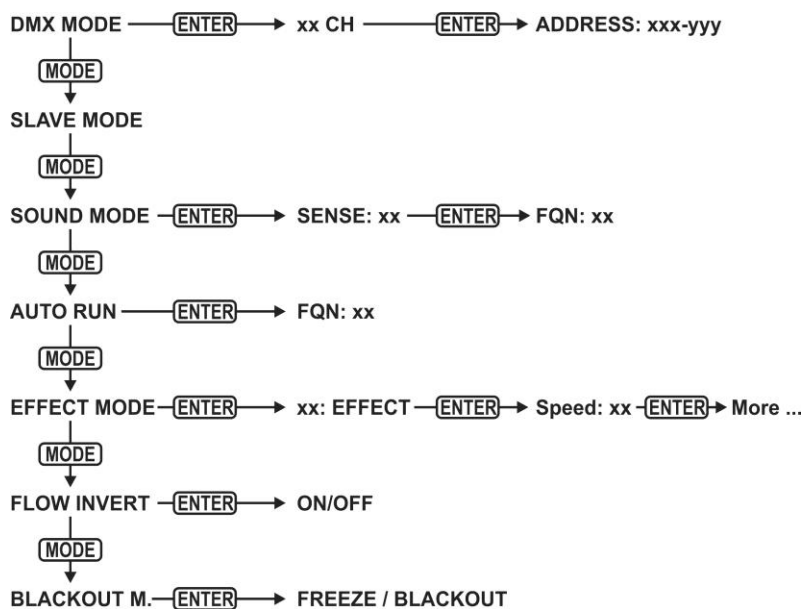 DMX MODE ENTER xx CH ENTER ADDRESS: xxx-yyy
MODE
SLAVE MODE
MODE
SOUND MODE ENTER SENSE: xx ENTER FQN: xx
MODE
AUTO RUN ENTER FQN: xx
MODE
EFFECT MODE ENTER xx: EFFECT ENTER Speed: xx ENTER More ...
MODE
FLOW INVERT ENTER ON/OFF
MODE
BLACKOUT M. ENTER FREEZE / BLACKOUT